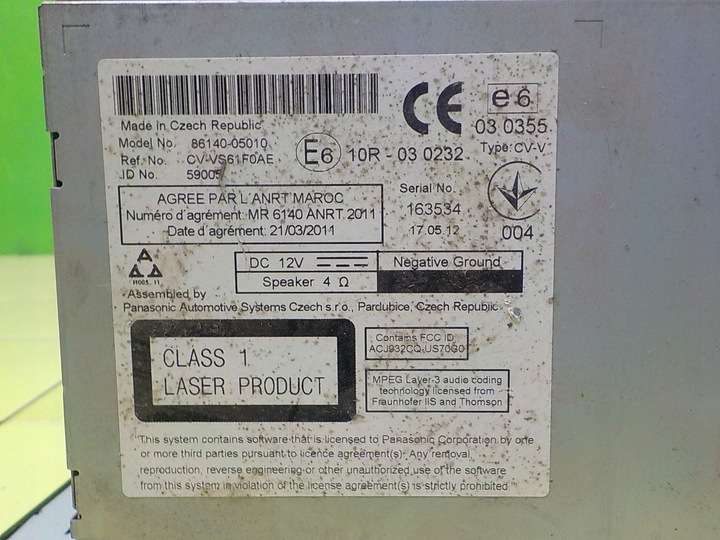 Made in Czech Republic
Model No. 86140-05010
Ref. No. CV-VS61F0AE
ID No. 59005
CE
e6
03 0355
Type: CV-V
E6 10R - 03 0232
AGREE PAR L'ANRT MAROC
Numéro d'agrément: MR 6140 ANRT 2011
Date d'agrément: 21/03/2011
Serial No.
163534
17.05.12
004
DC 12V
Negative Ground
Speaker 4 Ω
Assembled by
Panasonic Automotive Systems Czech s.r.o., Pardubice, Czech Republic
CLASS 1
LASER PRODUCT
Contains FCC ID
ACJ932CQ-US70G0
MPEG Layer-3 audio coding
technology licensed from
Fraunhofer IIS and Thomson
"This system contains software that is licensed to Panasonic Corporation by one
or more third parties pursuant to licence agreement(s). Any removal,
reproduction, reverse engineering or other unauthorized use of the software
from this system in violation of the license agreement(s) is strictly prohibited."